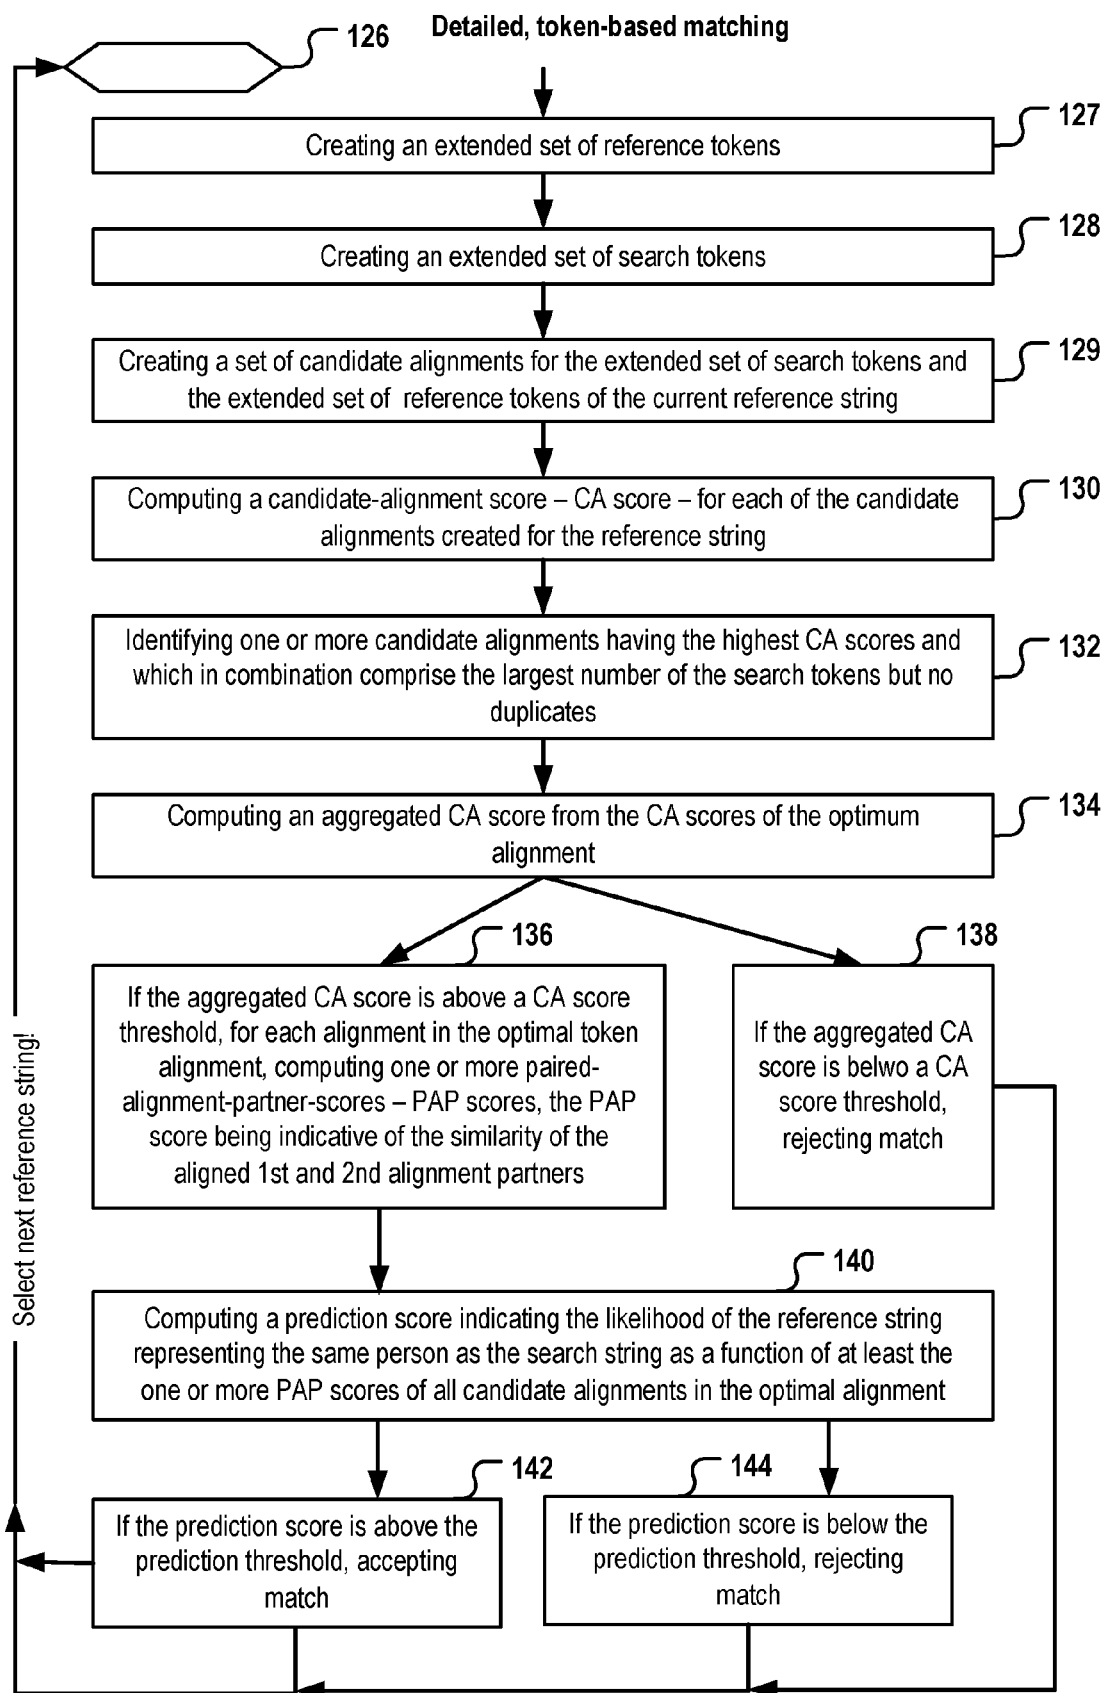 Detailed, token-based matching
126
127
Creating an extended set of reference tokens
128
Creating an extended set of search tokens
129
Creating a set of candidate alignments for the extended set of search tokens and
the extended set of reference tokens of the current reference string
130
Computing a candidate-alignment score – CA score – for each of the candidate
alignments created for the reference string
132
Identifying one or more candidate alignments having the highest CA scores and
which in combination comprise the largest number of the search tokens but no
duplicates
134
Computing an aggregated CA score from the CA scores of the optimum
alignment
136
If the aggregated CA score is above a CA score
threshold, for each alignment in the optimal token
alignment, computing one or more paired-
alignment-partner-scores – PAP scores, the PAP
score being indicative of the similarity of the
aligned 1st and 2nd alignment partners
138
If the aggregated CA
score is belwo a CA
score threshold,
rejecting match
Select next reference string!
140
Computing a prediction score indicating the likelihood of the reference string
representing the same person as the search string as a function of at least the
one or more PAP scores of all candidate alignments in the optimal alignment
142
If the prediction score is above the
prediction threshold, accepting
match
144
If the prediction score is below the
prediction threshold, rejecting
match